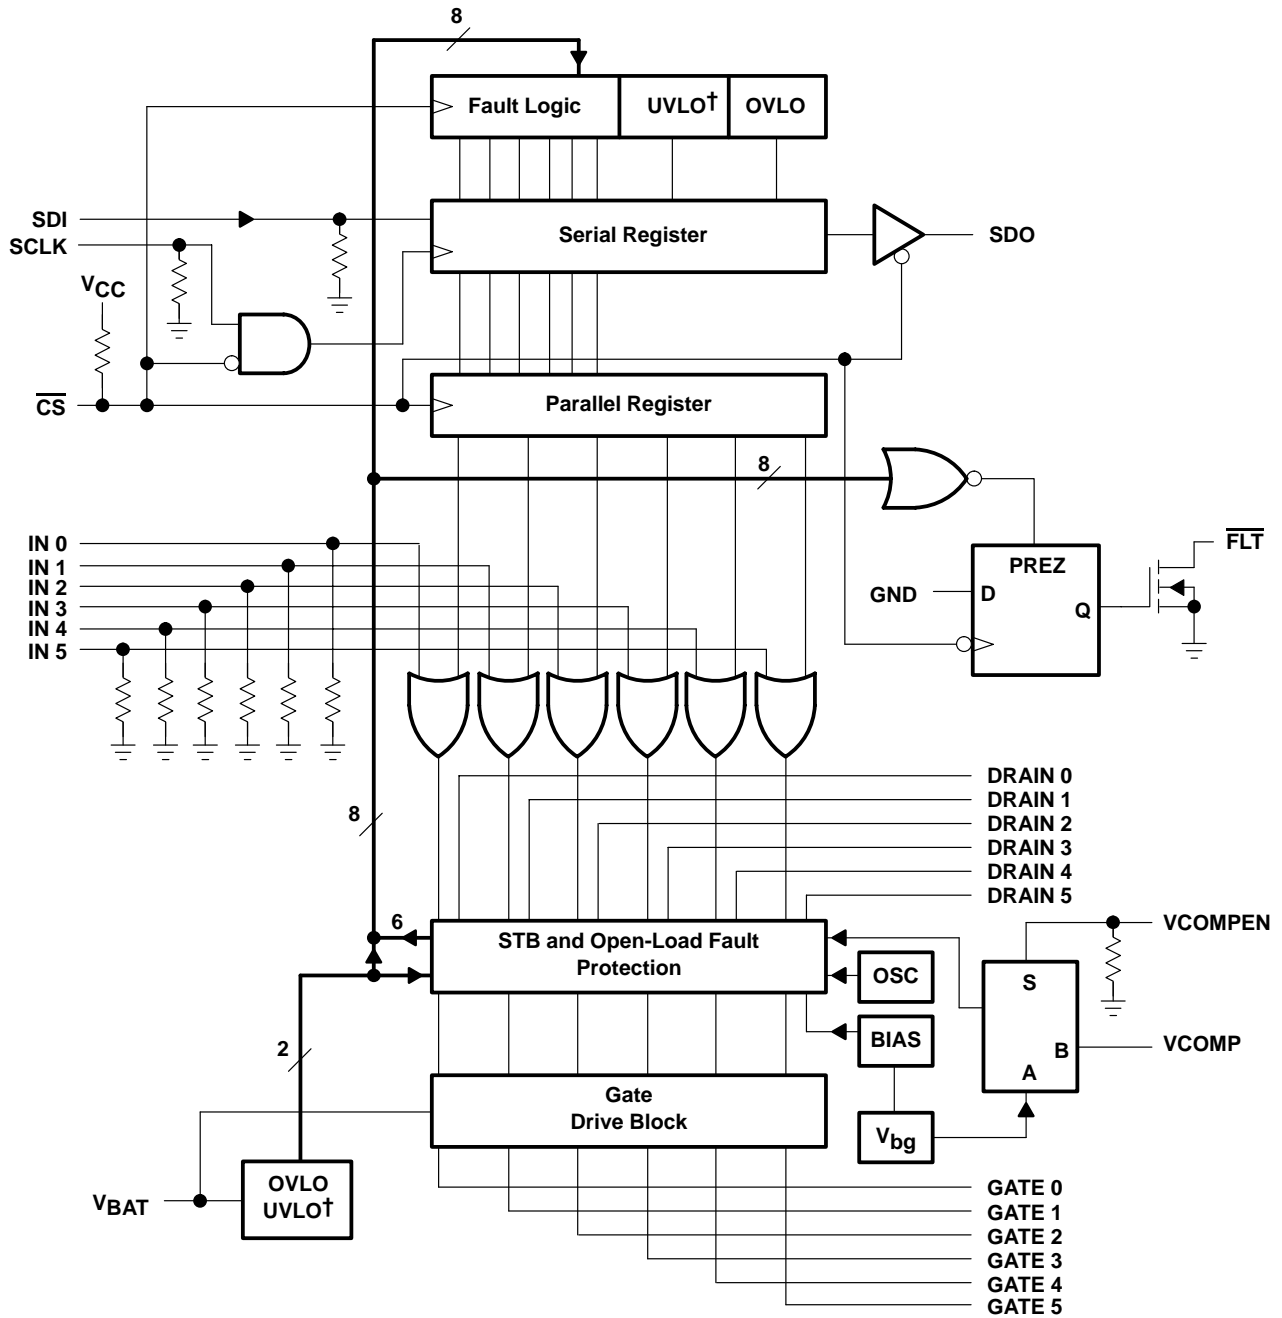 8
Fault Logic
UVLO†
OVLO
SDI
SCLK
Serial Register
SDO
VCC
CS
Parallel Register
8
FLT
IN 0
IN 1
IN 2
IN 3
IN 4
IN 5
PREZ
GND
D
Q
DRAIN 0
DRAIN 1
DRAIN 2
DRAIN 3
DRAIN 4
DRAIN 5
8
6
STB and Open-Load Fault
Protection
VCOMPEN
OSC
S
BIAS
2
B
VCOMP
A
Gate
Drive Block
Vbg
VBAT
OVLO
UVLO†
GATE 0
GATE 1
GATE 2
GATE 3
GATE 4
GATE 5